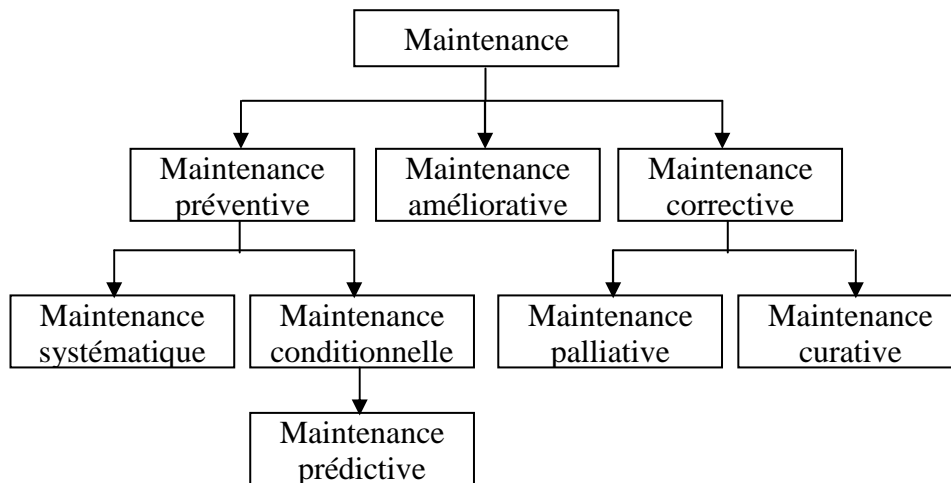 Maintenance
Maintenance
préventive
Maintenance
améliorative
Maintenance
corrective
Maintenance
systématique
Maintenance
conditionnelle
Maintenance
palliative
Maintenance
curative
Maintenance
prédictive